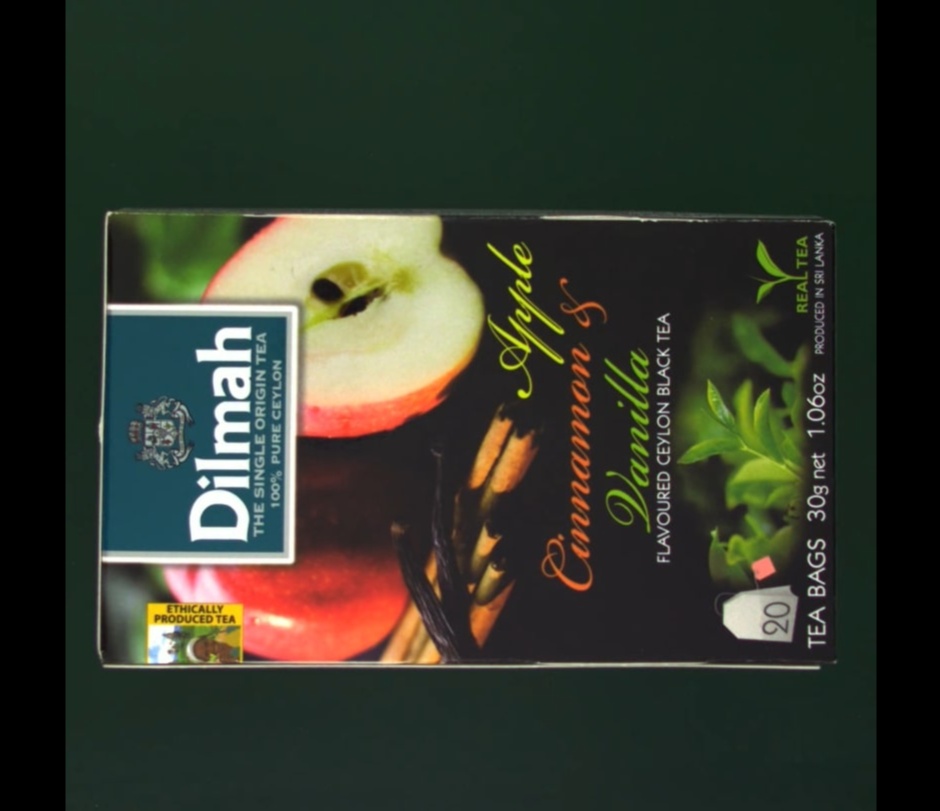 Dilmah
THE SINGLE ORIGIN TEA
100% PURE CEYLON
ETHICALLY
PRODUCED TEA
Apple
Cinnamon &
Vanilla
FLAVOURED CEYLON BLACK TEA
REAL TEA
PRODUCED IN SRI LANKA
20
TEA BAGS 30g net 1.06oz